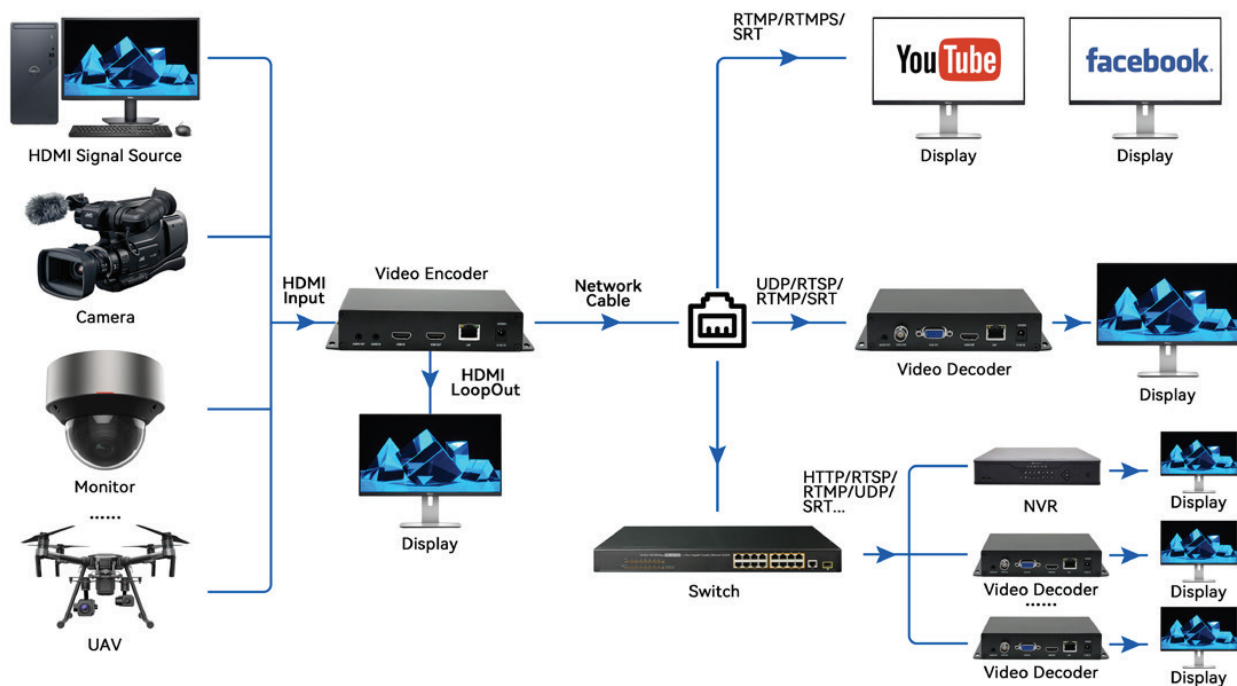 HDMI Signal Source
Camera
Monitor
......
UAV
HDMI
Input
Video Encoder
HDMI
LoopOut
Display
Network
Cable
RTMP/RTMPS/
SRT
YouTube
Display
facebook.
Display
UDP/RTSP/
RTMP/SRT
Video Decoder
Display
Switch
HTTP/RTSP/
RTMP/UDP/
SRT...
NVR
Display
Video Decoder
Display
......
Video Decoder
Display